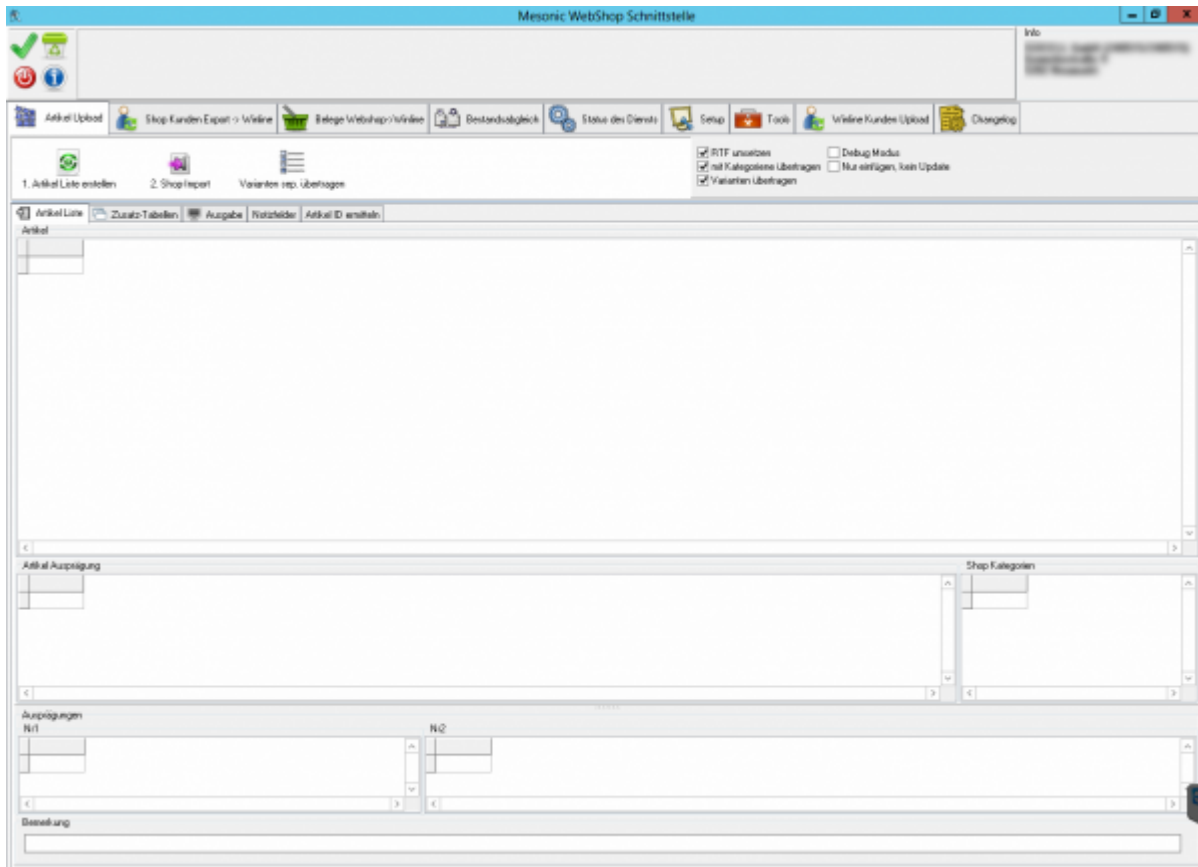 Mesonic WebShop Schnittstelle
Info
Artikel Upload
Shop Kunden Export -> Winline
Belege Webshop->Winline
Bestandsabgleich
Status des Diensts
Setup
Tools
Winline Kunden Upload
Changelog
1. Artikel Liste erstellen
2. Shop Import
Varianten sep. übertragen
RTF umsetzen
Debug Modus
mit Kategoriene übertragen
Nur einfügen, kein Update
Varianten übertragen
Artikel Liste
Zusatz-Tabellen
Ausgabe
Notizfelder
Artikel ID ermitteln
Artikel
Artikel Ausprägung
Shop Kategorien
Ausprägungen
Nr1
Nr2
Bemerkung